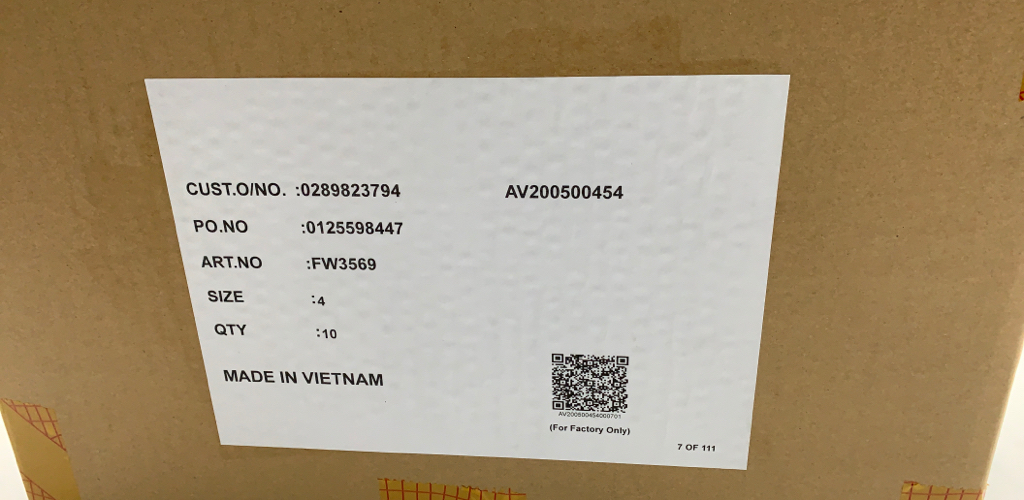 CUST.O/NO. :0289823794 AV200500454
PO.NO :0125598447
ART.NO :FW3569
SIZE :4
QTY :10
MADE IN VIETNAM
AV200500454000701
(For Factory Only)
7 OF 111